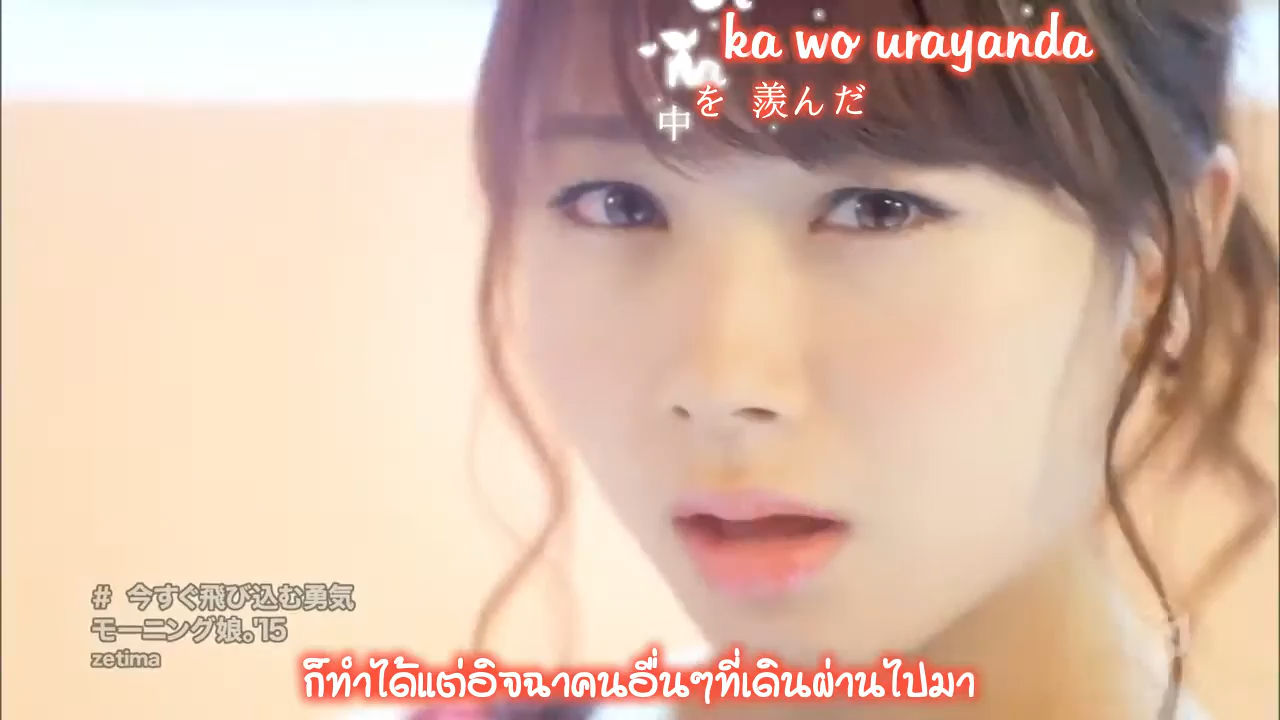 ka wo urayanda
中を 羨んだ
# 今すぐ飛び込む勇気
モーニング娘。'15
zetima
ก็ทำได้แต่อิจฉาคนอื่นๆที่เดินผ่านไปมา